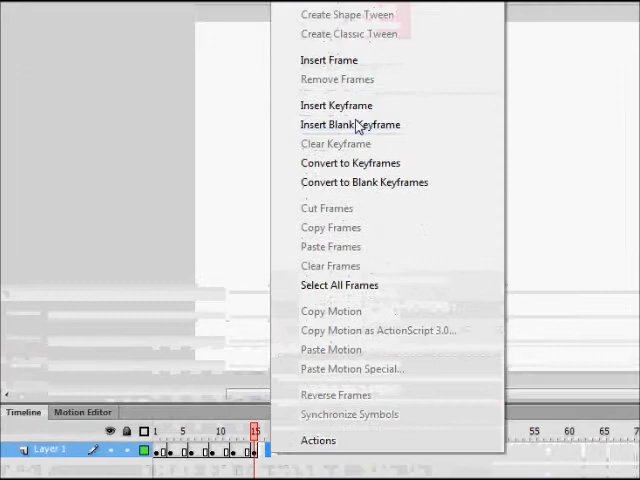 Create Shape Tween
Create Classic Tween
Insert Frame
Remove Frames
Insert Keyframe
Insert Blank Keyframe
Clear Keyframe
Convert to Keyframes
Convert to Blank Keyframes
Cut Frames
Copy Frames
Paste Frames
Clear Frames
Select All Frames
Copy Motion
Copy Motion as ActionScript 3.0...
Paste Motion
Paste Motion Special...
Reverse Frames
Synchronize Symbols
Actions
Timeline Motion Editor
1 5 10 15 55 60 65
Layer 1